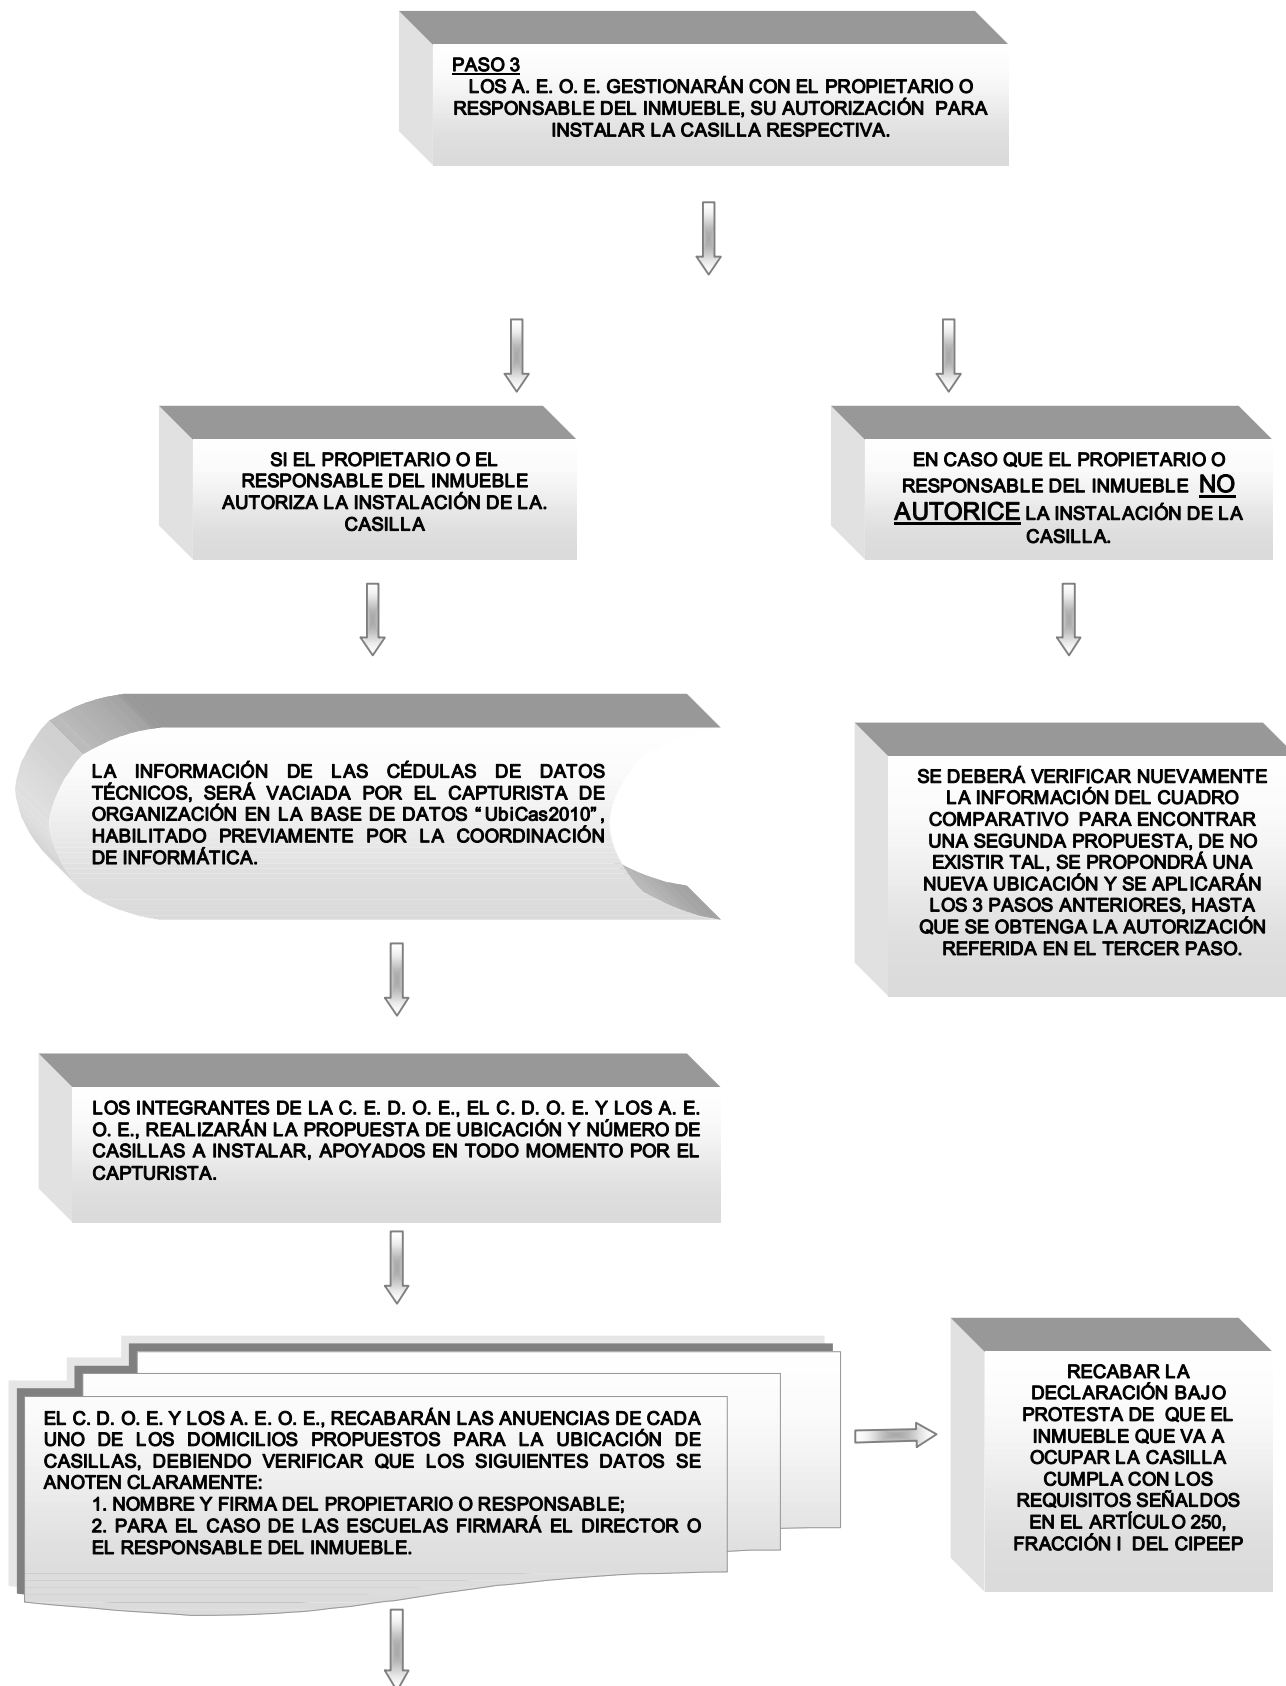 PASO 3
LOS A. E. O. E. GESTIONARÁN CON EL PROPIETARIO O
RESPONSABLE DEL INMUEBLE, SU AUTORIZACIÓN PARA
INSTALAR LA CASILLA RESPECTIVA.
SI EL PROPIETARIO O EL
RESPONSABLE DEL INMUEBLE
AUTORIZA LA INSTALACIÓN DE LA.
CASILLA
EN CASO QUE EL PROPIETARIO O
RESPONSABLE DEL INMUEBLE NO
AUTORICE LA INSTALACIÓN DE LA
CASILLA.
LA INFORMACIÓN DE LAS CÉDULAS DE DATOS
TÉCNICOS, SERÁ VACIADA POR EL CAPTURISTA DE
ORGANIZACIÓN EN LA BASE DE DATOS “UbiCas2010”,
HABILITADO PREVIAMENTE POR LA COORDINACIÓN
DE INFORMÁTICA.
SE DEBERÁ VERIFICAR NUEVAMENTE
LA INFORMACIÓN DEL CUADRO
COMPARATIVO PARA ENCONTRAR
UNA SEGUNDA PROPUESTA, DE NO
EXISTIR TAL, SE PROPONDRÁ UNA
NUEVA UBICACIÓN Y SE APLICARÁN
LOS 3 PASOS ANTERIORES, HASTA
QUE SE OBTENGA LA AUTORIZACIÓN
REFERIDA EN EL TERCER PASO.
LOS INTEGRANTES DE LA C. E. D. O. E., EL C. D. O. E. Y LOS A. E.
O. E., REALIZARÁN LA PROPUESTA DE UBICACIÓN Y NÚMERO DE
CASILLAS A INSTALAR, APOYADOS EN TODO MOMENTO POR EL
CAPTURISTA.
EL C. D. O. E. Y LOS A. E. O. E., RECABARÁN LAS ANUENCIAS DE CADA
UNO DE LOS DOMICILIOS PROPUESTOS PARA LA UBICACIÓN DE
CASILLAS, DEBIENDO VERIFICAR QUE LOS SIGUIENTES DATOS SE
ANOTEN CLARAMENTE:
1. NOMBRE Y FIRMA DEL PROPIETARIO O RESPONSABLE;
2. PARA EL CASO DE LAS ESCUELAS FIRMARÁ EL DIRECTOR O
EL RESPONSABLE DEL INMUEBLE.
RECABAR LA
DECLARACIÓN BAJO
PROTESTA DE QUE EL
INMUEBLE QUE VA A
OCUPAR LA CASILLA
CUMPLA CON LOS
REQUISITOS SEÑALDOS
EN EL ARTÍCULO 250,
FRACCIÓN I DEL CIPEEP